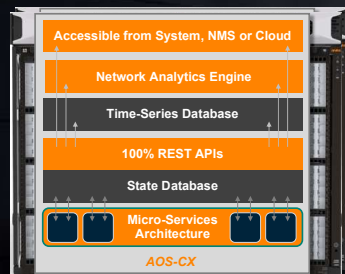 Accessible from System, NMS or Cloud
Network Analytics Engine
Time-Series Database
100% REST APIs
State Database
Micro-Services
Architecture
AOS-CX